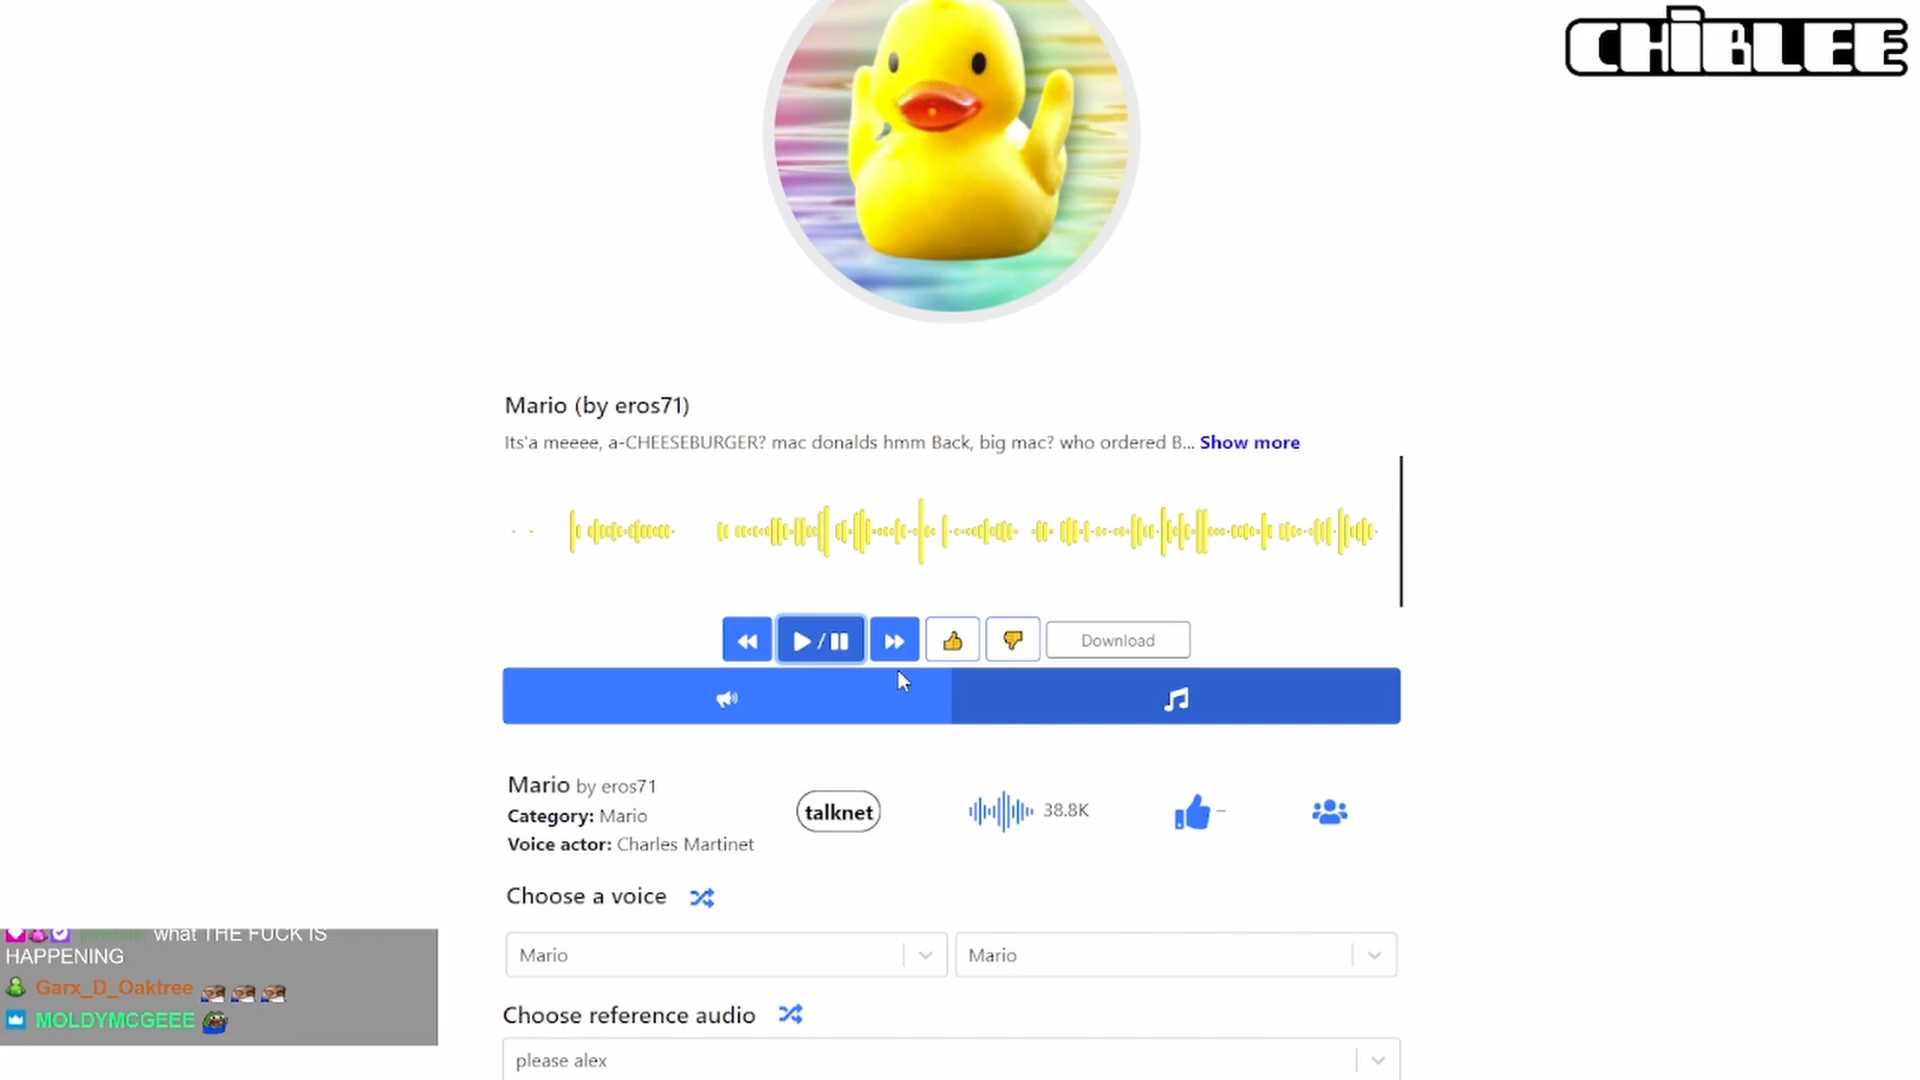 CHIBLEE
Mario (by eros71)
Its'a meeee, a-CHEESEBURGER? mac donalds hmm Back, big mac? who ordered B... Show more
/
Download
Mario by eros71
Category: Mario
Voice actor: Charles Martinet
talknet
38.8K
–
Choose a voice
Mario
Mario
Choose reference audio
please alex
what THE FUCK IS
HAPPENING
Garx_D_Oaktree
MOLDYMCGEEE